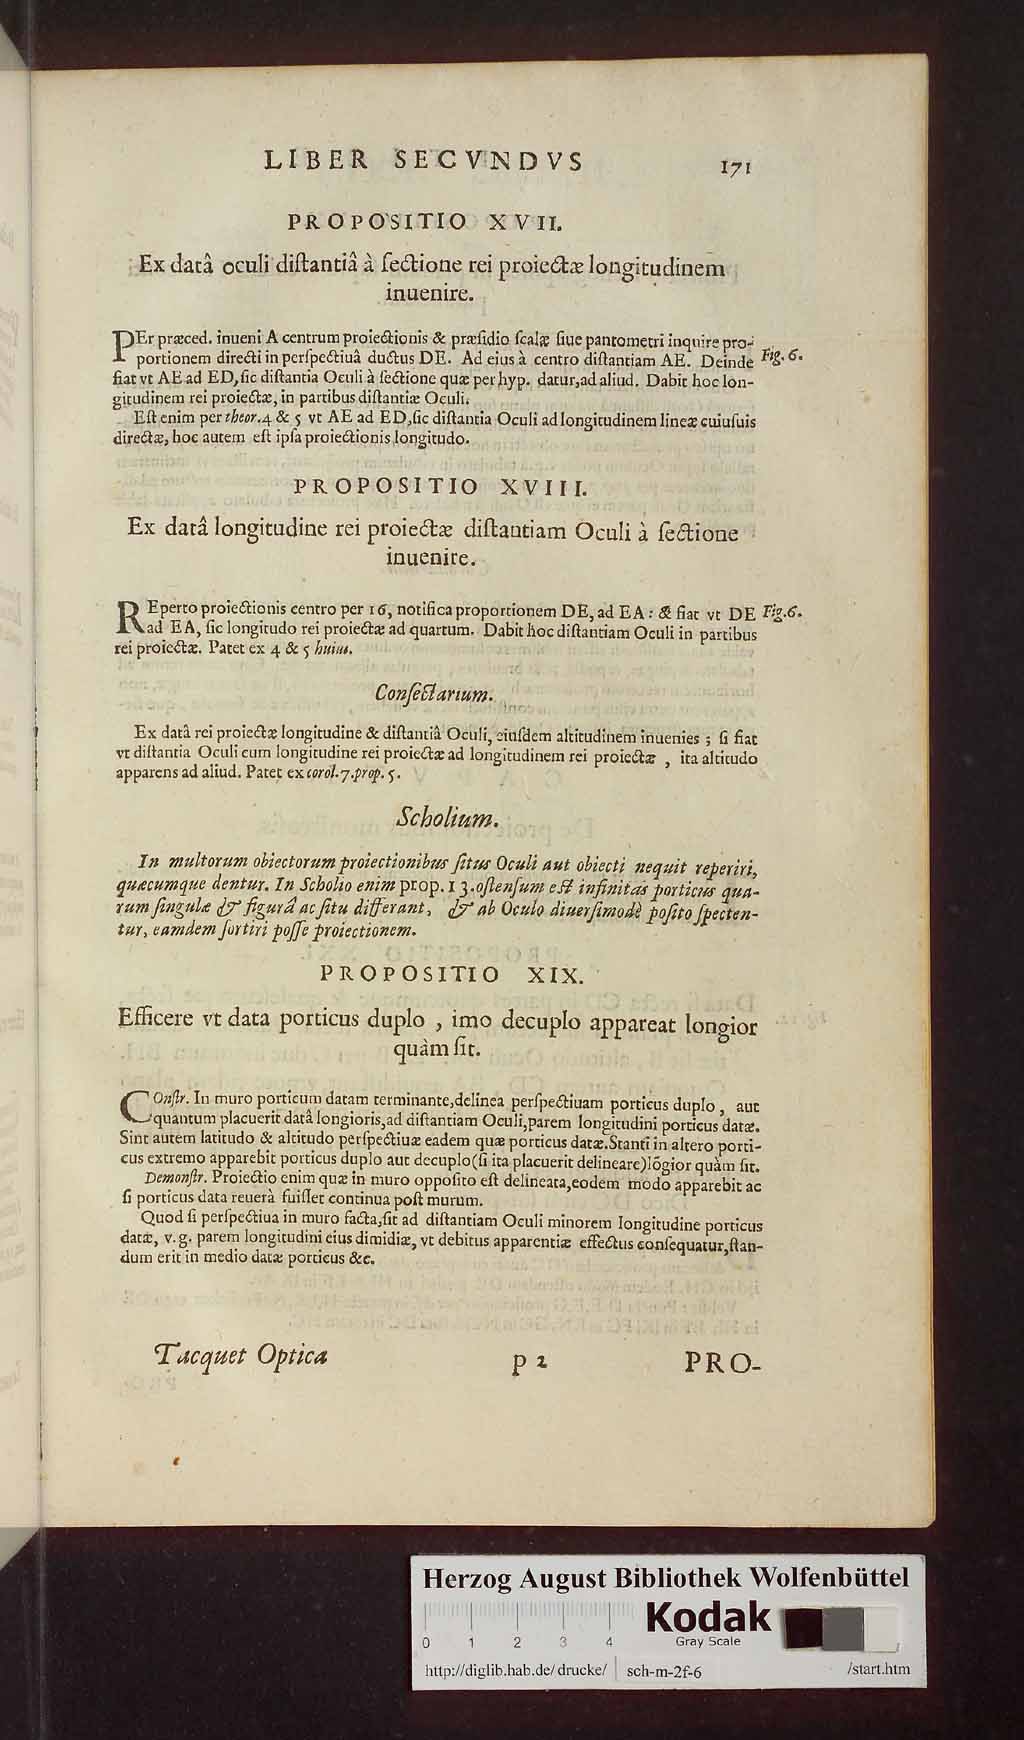 LIBER SECVNDVS 171
PROPOSITIO XVII.
Ex datâ oculi diſtantiâ à ſectione rei proiectæ longitudinem
inuenire.
PEr præced. inueni A centrum proiectionis & præſidio ſcalæ ſiue pantometri inquire pro-
portionem directi in perſpectiuâ ductus DE. Ad eius à centro diſtantiam AE. Deinde Fig. 6.
fiat vt AE ad ED, ſic diſtantia Oculi à ſectione quæ per hyp. datur, ad aliud. Dabit hoc lon-
gitudinem rei proiectæ, in partibus diſtantiæ Oculi.
Eſt enim per theor. 4 & 5 vt AE ad ED, ſic diſtantia Oculi ad longitudinem lineæ cuiuſuis
directæ, hoc autem eſt ipſa proiectionis longitudo.
PROPOSITIO XVIII.
Ex datâ longitudine rei proiectæ diſtantiam Oculi à ſectione
inuenire.
REperto proiectionis centro per 16, notifica proportionem DE, ad EA: & fiat vt DE Fig. 6.
ad EA, ſic longitudo rei proiectæ ad quartum. Dabit hoc diſtantiam Oculi in partibus
rei proiectæ. Patet ex 4 & 5 huius.
Conſectarium.
Ex datâ rei proiectæ longitudine & diſtantiâ Oculi, eiuſdem altitudinem inuenies; ſi fiat
vt diſtantia Oculi cum longitudine rei proiectæ ad longitudinem rei proiectæ, ita altitudo
apparens ad aliud. Patet ex corol. 7. prop. 5.
Scholium.
In multorum obiectorum proiectionibus ſitus Oculi aut obiecti nequit reperiri,
quæcumque dentur. In Scholio enim prop. 13. oſtenſum eſt infinitas porticus qua-
rum ſingulæ & figurâ ac ſitu differant, & ab Oculo diuerſimodè poſito ſpecten-
tur, eamdem ſortiri poſſe proiectionem.
PROPOSITIO XIX.
Efficere vt data porticus duplo, imo decuplo appareat longior
quàm ſit.
COnſtr. In muro porticum datam terminante, delinea perſpectiuam porticus duplo, aut
quantum placuerit datâ longioris, ad diſtantiam Oculi, parem longitudini porticus datæ.
Sint autem latitudo & altitudo perſpectiuæ eadem quæ porticus datæ. Stanti in altero porti-
cus extremo apparebit porticus duplo aut decuplo (ſi ita placuerit delineare) lōgior quàm ſit.
Demonſtr. Proiectio enim quæ in muro oppoſito eſt delineata, eodem modo apparebit ac
ſi porticus data reuerà fuiſſet continua poſt murum.
Quod ſi perſpectiua in muro facta, ſit ad diſtantiam Oculi minorem longitudine porticus
datæ, v.g. parem longitudini eius dimidiæ, vt debitus apparentiæ effectus conſequatur, ſtan-
dum erit in medio datæ porticus &c.
Tacquet Optica p 2 PRO-
Herzog August Bibliothek Wolfenbüttel
0 1 2 3 4
Kodak
Gray Scale
http://diglib.hab.de/drucke/ sch-m-2f-6 /start.htm